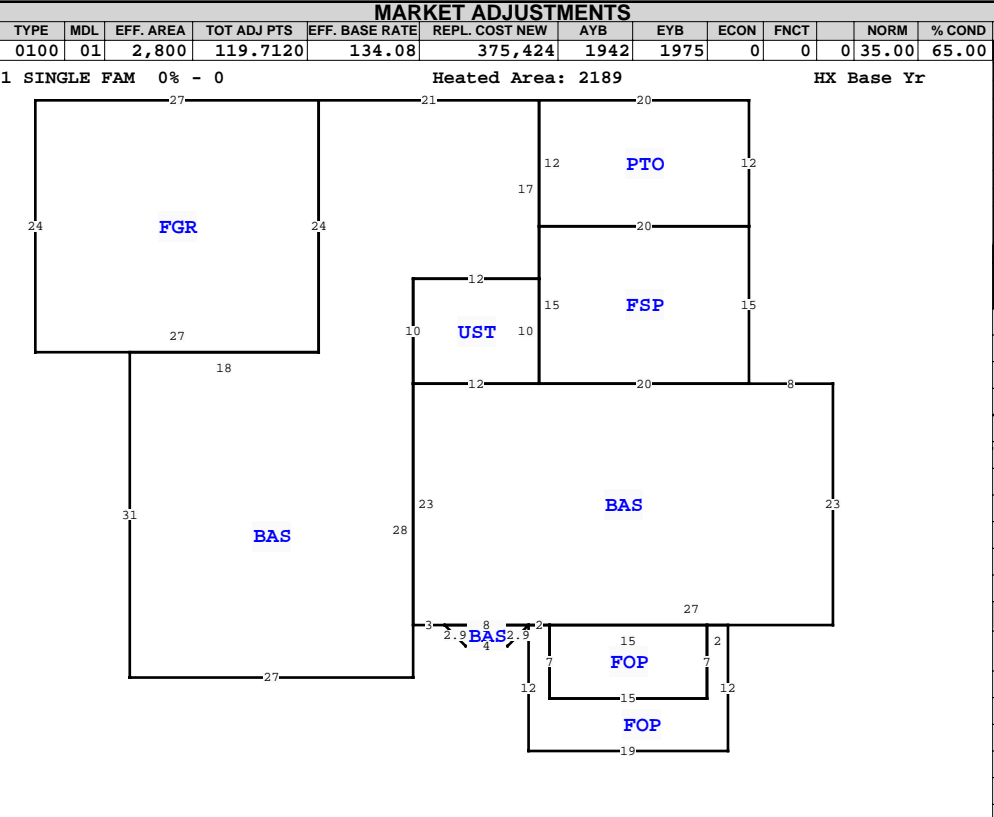 MARKET ADJUSTMENTS
TYPE MDL EFF. AREA TOT ADJ PTS EFF. BASE RATE REPL. COST NEW AYB EYB ECON FNCT NORM % COND
0100 01 2,800 119.7120 134.08 375,424 1942 1975 0 0 0 35.00 65.00
1 SINGLE FAM 0% - 0 Heated Area: 2189 HX Base Yr
27 21 20
12 PTO 12
17
24 FGR 24 20
12
15 FSP 15
10 UST 10
27
18
12 20 8
23 BAS 23
31 28
BAS
27
3 8 2
2.9 BAS 2.9
4 15 2
7 FOP 7
27
12 12
15
FOP
19